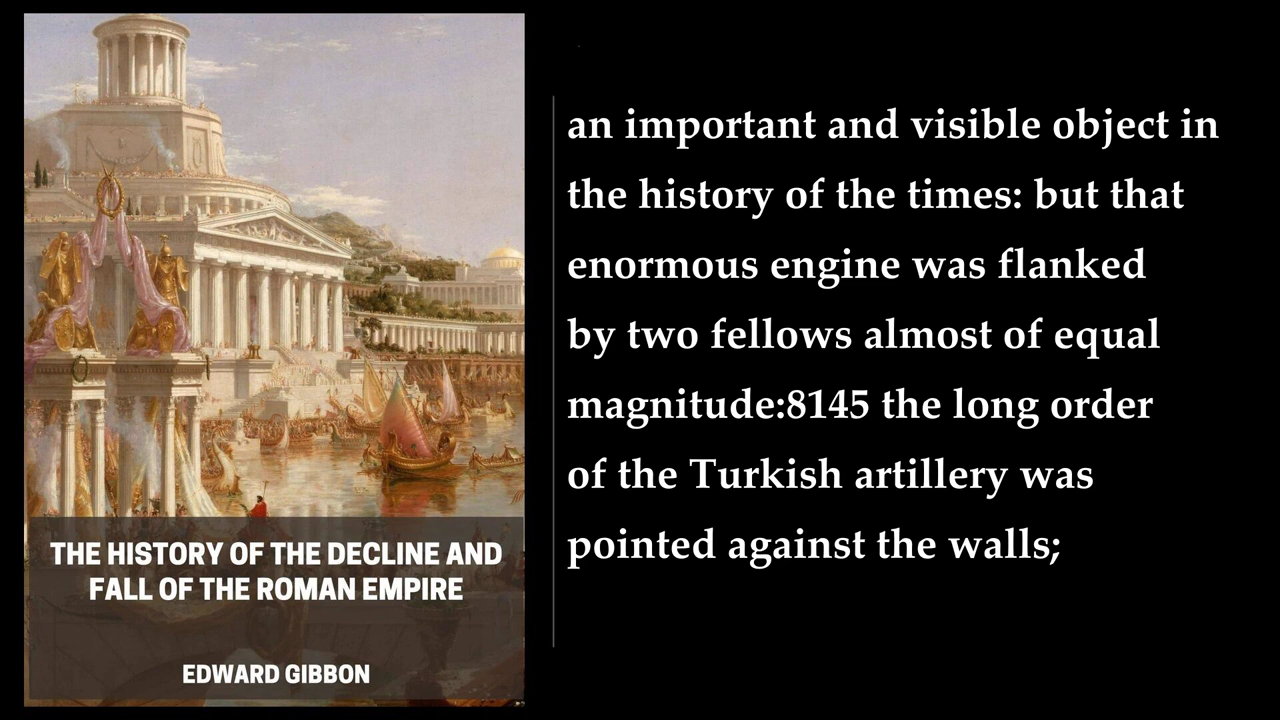 an important and visible object in
the history of the times: but that
enormous engine was flanked
by two fellows almost of equal
magnitude:8145 the long order
of the Turkish artillery was
pointed against the walls;
THE HISTORY OF THE DECLINE AND
FALL OF THE ROMAN EMPIRE
EDWARD GIBBON